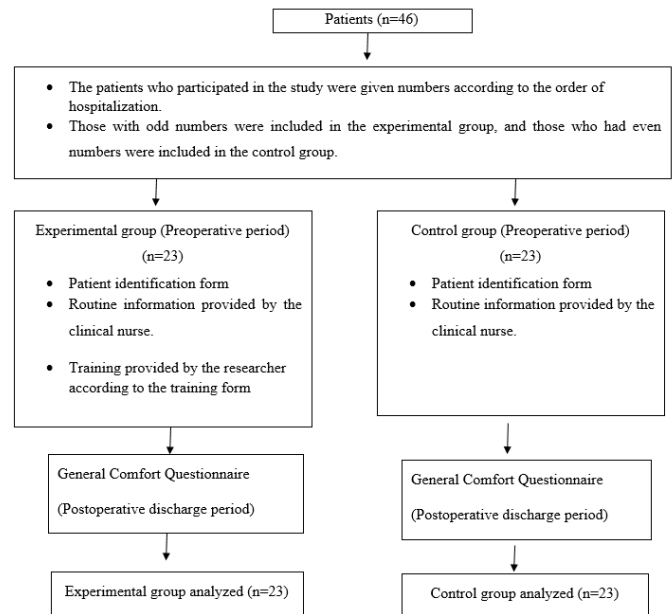 Patients (n=46)
• The patients who participated in the study were given numbers according to the order of
hospitalization.
• Those with odd numbers were included in the experimental group, and those who had even
numbers were included in the control group.
Experimental group (Preoperative period)
(n=23)
• Patient identification form
• Routine information provided by the
clinical nurse.
• Training provided by the researcher
according to the training form
Control group (Preoperative period)
(n=23)
• Patient identification form
• Routine information provided by the
clinical nurse.
General Comfort Questionnaire
(Postoperative discharge period)
General Comfort Questionnaire
(Postoperative discharge period)
Experimental group analyzed (n=23)
Control group analyzed (n=23)